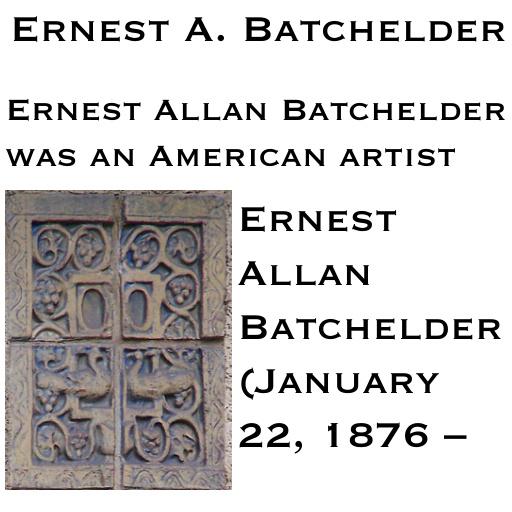 Ernest A. Batchelder
Ernest Allan Batchelder
was an American artist
Ernest
Allan
Batchelder
(January
22, 1876 –